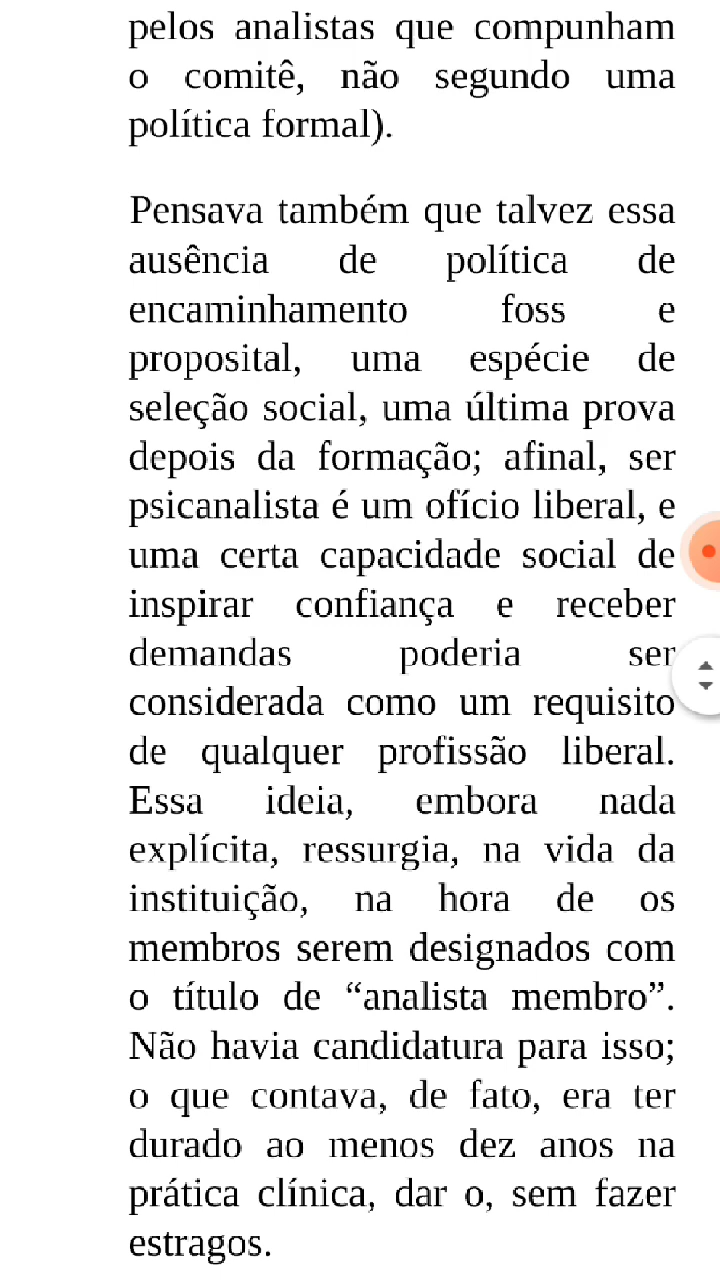 pelos analistas que compunham
o comitê, não segundo uma
política formal).
Pensava também que talvez essa
ausência de política de
encaminhamento foss e
proposital, uma espécie de
seleção social, uma última prova
depois da formação; afinal, ser
psicanalista é um ofício liberal, e
uma certa capacidade social de
inspirar confiança e receber
demandas poderia ser
considerada como um requisito
de qualquer profissão liberal.
Essa ideia, embora nada
explícita, ressurgia, na vida da
instituição, na hora de os
membros serem designados com
o título de “analista membro”.
Não havia candidatura para isso;
o que contava, de fato, era ter
durado ao menos dez anos na
prática clínica, dar o, sem fazer
estragos.